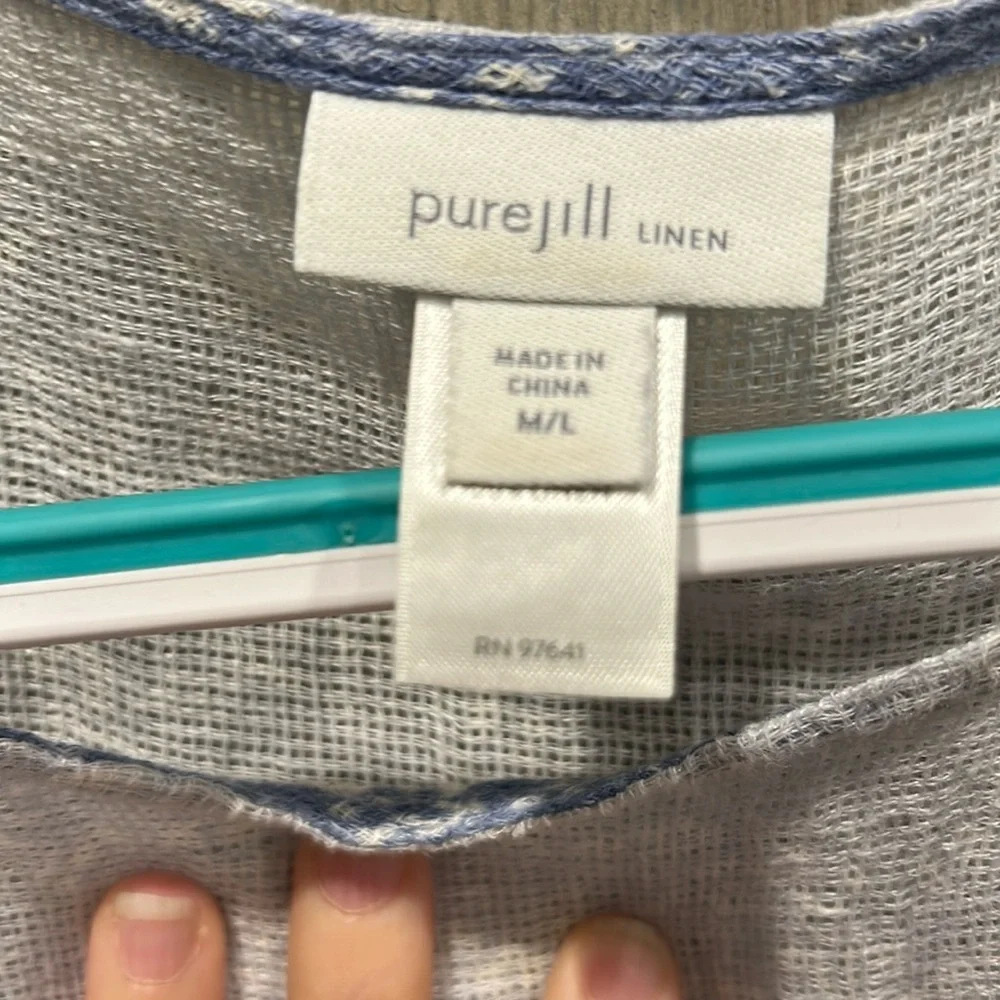 purejill LINEN
MADE IN
CHINA
M/L
RN 97641